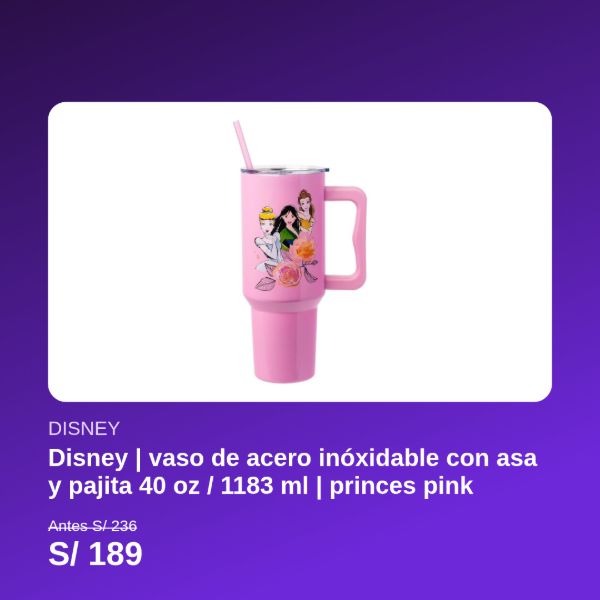 DISNEY
Disney | vaso de acero inóxidable con asa
y pajita 40 oz / 1183 ml | princes pink
Antes S/ 236
S/ 189